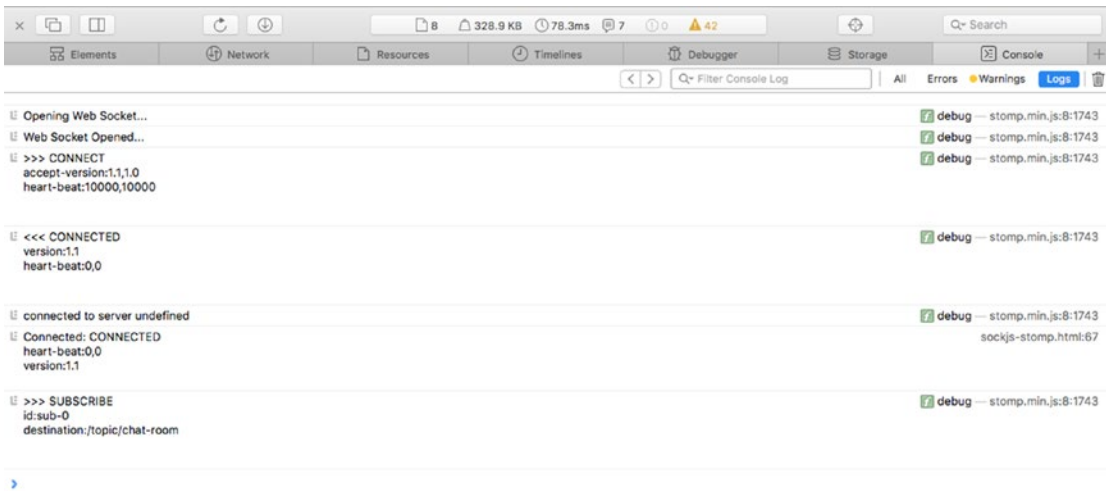 8 328.9 KB 78.3ms 7 0 42 Search
Elements Network Resources Timelines Debugger Storage Console +
Filter Console Log All Errors Warnings Logs
Opening Web Socket... f debug — stomp.min.js:8:1743
Web Socket Opened... f debug — stomp.min.js:8:1743
>>> CONNECT f debug — stomp.min.js:8:1743
accept-version:1.1,1.0
heart-beat:10000,10000
<<< CONNECTED f debug — stomp.min.js:8:1743
version:1.1
heart-beat:0,0
connected to server undefined f debug — stomp.min.js:8:1743
Connected: CONNECTED sockjs-stomp.html:67
heart-beat:0,0
version:1.1
>>> SUBSCRIBE f debug — stomp.min.js:8:1743
id:sub-0
destination:/topic/chat-room